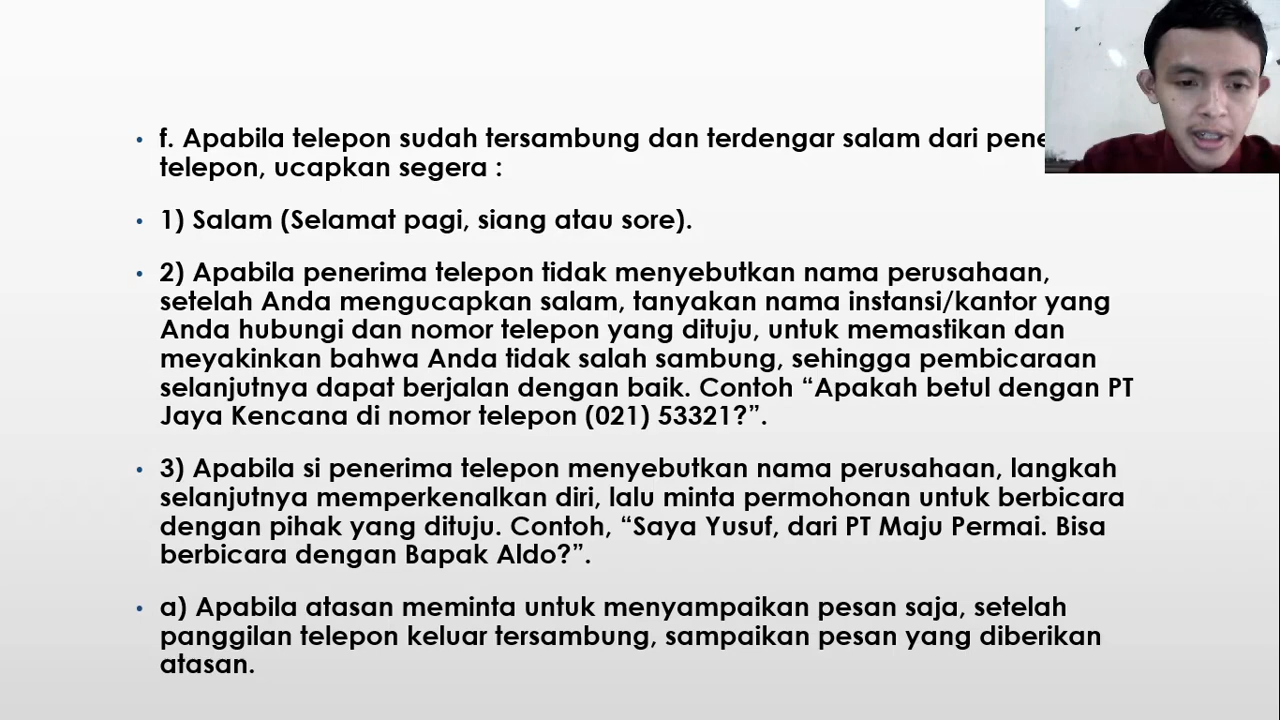 • f. Apabila telepon sudah tersambung dan terdengar salam dari
telepon, ucapkan segera :
• 1) Salam (Selamat pagi, siang atau sore).
• 2) Apabila penerima telepon tidak menyebutkan nama perusahaan,
setelah Anda mengucapkan salam, tanyakan nama instansi/kantor yang
Anda hubungi dan nomor telepon yang dituju, untuk memastikan dan
meyakinkan bahwa Anda tidak salah sambung, sehingga pembicaraan
selanjutnya dapat berjalan dengan baik. Contoh “Apakah betul dengan PT
Jaya Kencana di nomor telepon (021) 53321?”.
• 3) Apabila si penerima telepon menyebutkan nama perusahaan, langkah
selanjutnya memperkenalkan diri, lalu minta permohonan untuk berbicara
dengan pihak yang dituju. Contoh, “Saya Yusuf, dari PT Maju Permai. Bisa
berbicara dengan Bapak Aldo?”.
• a) Apabila atasan meminta untuk menyampaikan pesan saja, setelah
panggilan telepon keluar tersambung, sampaikan pesan yang diberikan
atasan.